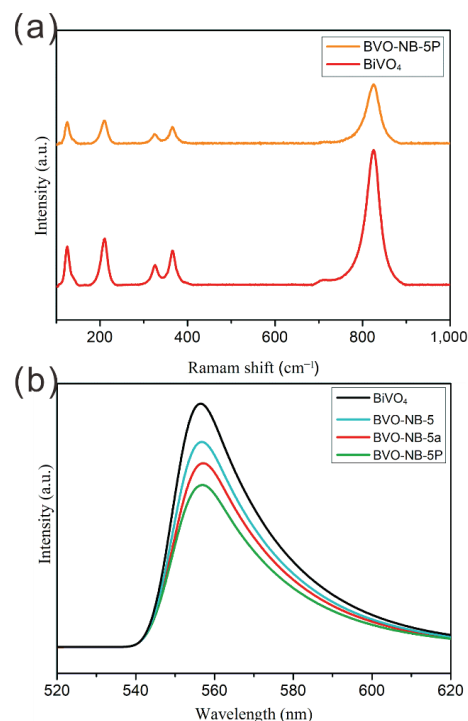 (a)
BVO-NB-5P
BiVO₄
Intensity (a.u.)
200 400 600 800 1,000
Ramam shift (cm⁻¹)
(b)
BiVO₄
BVO-NB-5
BVO-NB-5a
BVO-NB-5P
Intensity (a.u.)
520 540 560 580 600 620
Wavelength (nm)